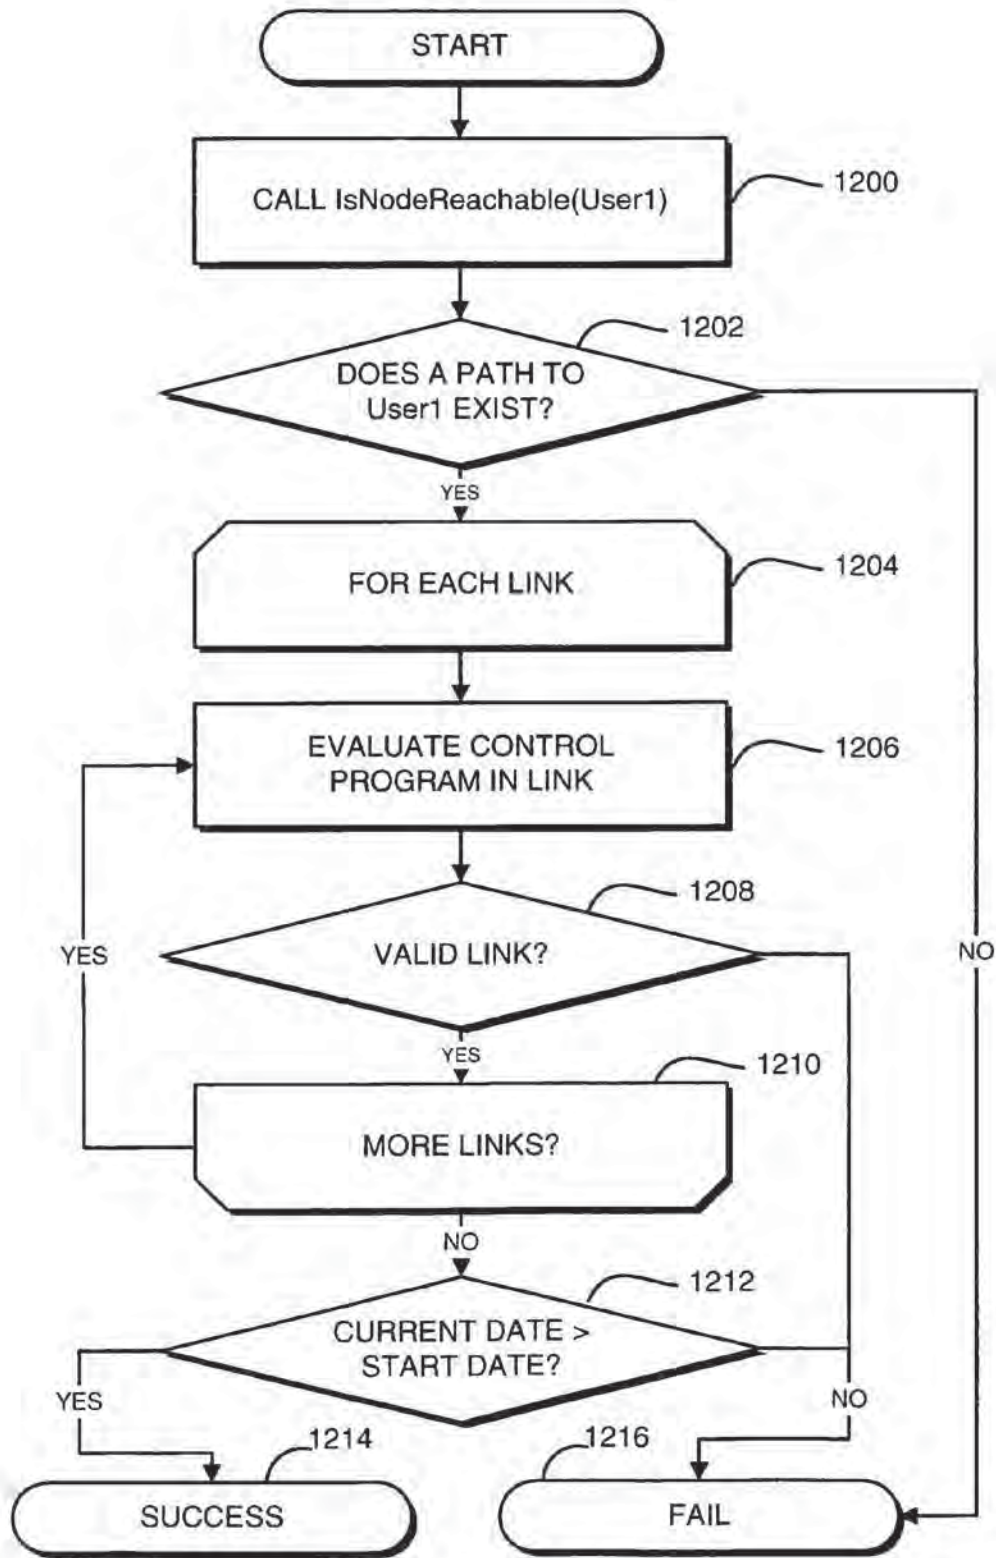 START
CALL IsNodeReachable(User1)
1200
1202
DOES A PATH TO
User1 EXIST?
YES
FOR EACH LINK
1204
EVALUATE CONTROL
PROGRAM IN LINK
1206
1208
YES
VALID LINK?
NO
YES
1210
MORE LINKS?
NO
1212
CURRENT DATE >
START DATE?
YES
NO
1214
1216
SUCCESS
FAIL